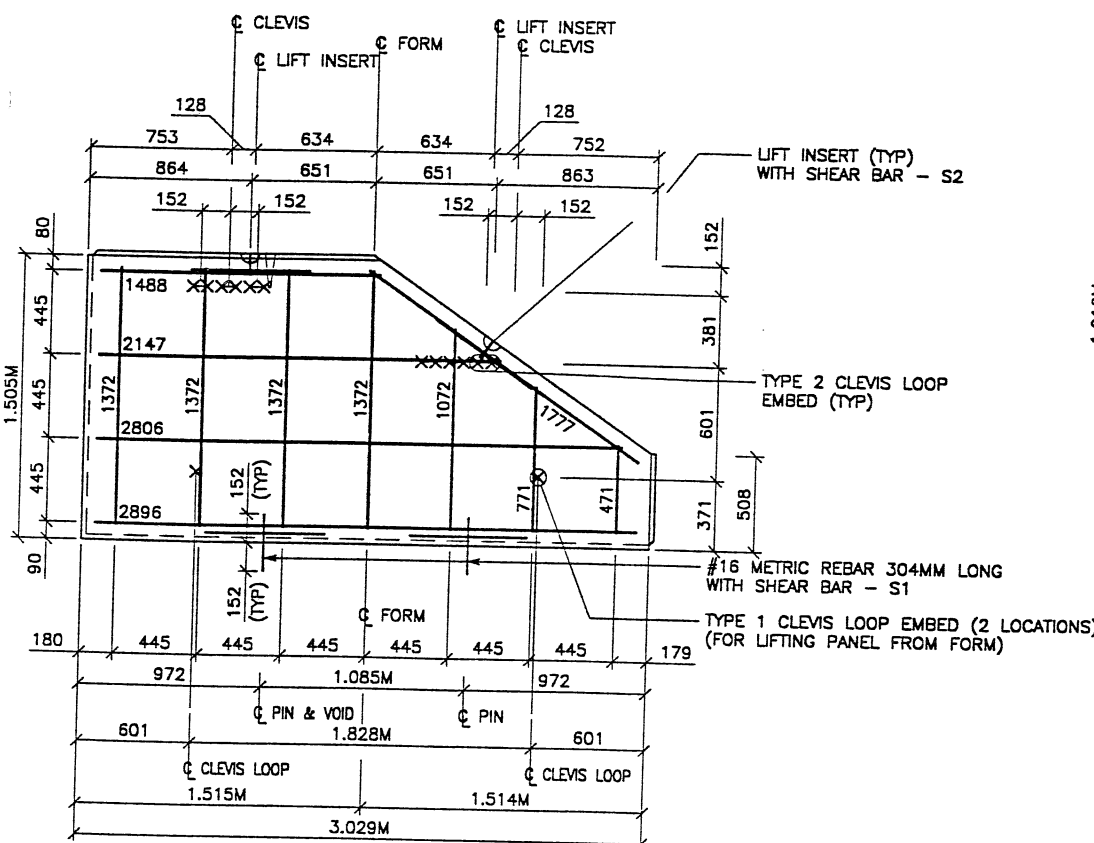 ℄ CLEVIS
℄ LIFT INSERT
℄ FORM
℄ LIFT INSERT
℄ CLEVIS
128
128
753
634
634
752
864
651
651
863
152
152
152
152
LIFT INSERT (TYP)
WITH SHEAR BAR – S2
80
445
445
445
90
1.505M
1488
2147
2806
2896
1372
1372
1372
1372
1072
1777
771
471
152
381
601
371
508
TYPE 2 CLEVIS LOOP
EMBED (TYP)
152
(TYP)
152
(TYP)
#16 METRIC REBAR 304MM LONG
WITH SHEAR BAR – S1
TYPE 1 CLEVIS LOOP EMBED (2 LOCATIONS)
(FOR LIFTING PANEL FROM FORM)
℄ FORM
180
445
445
445
445
445
445
179
972
1.085M
972
℄ PIN & VOID
℄ PIN
601
1.828M
601
℄ CLEVIS LOOP
℄ CLEVIS LOOP
1.515M
1.514M
3.029M